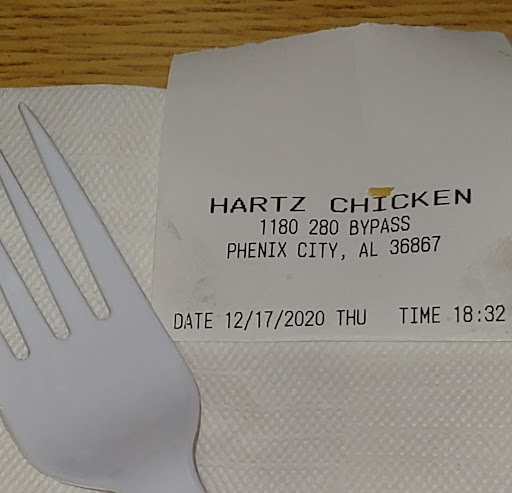 HARTZ CHICKEN
1180 280 BYPASS
PHENIX CITY, AL 36867
DATE 12/17/2020 THU TIME 18:32